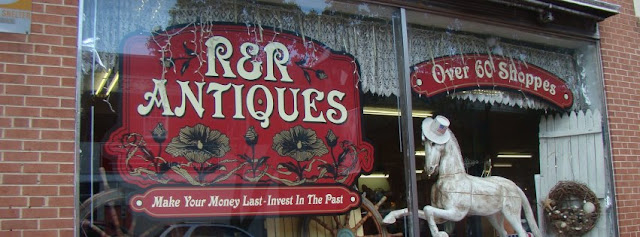 R&R
ANTIQUES
Make Your Money Last-Invest In The Past
Over 60 Shoppes